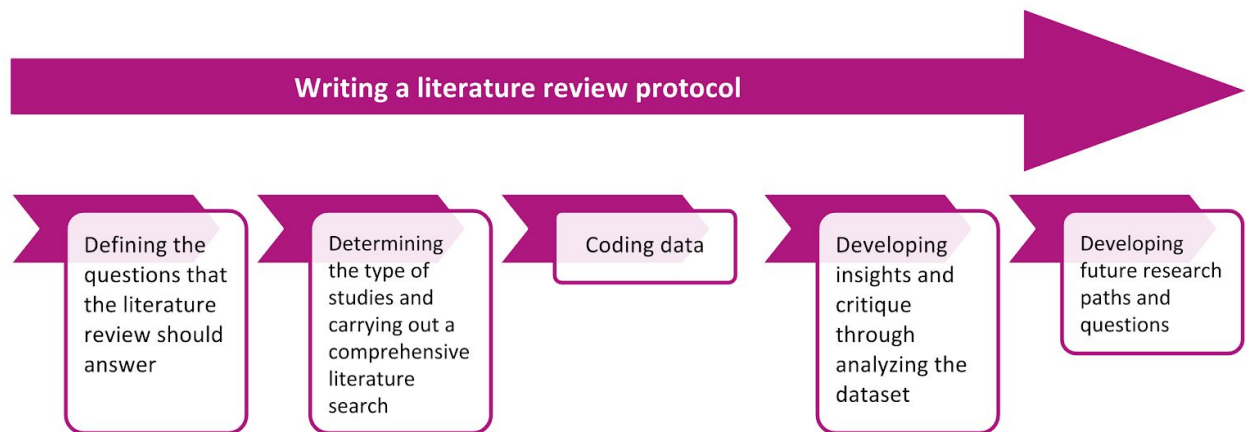 Writing a literature review protocol
Defining the
questions that
the literature
review should
answer
Determining
the type of
studies and
carrying out a
comprehensive
literature
search
Coding data
Developing
insights and
critique
through
analyzing the
dataset
Developing
future research
paths and
questions